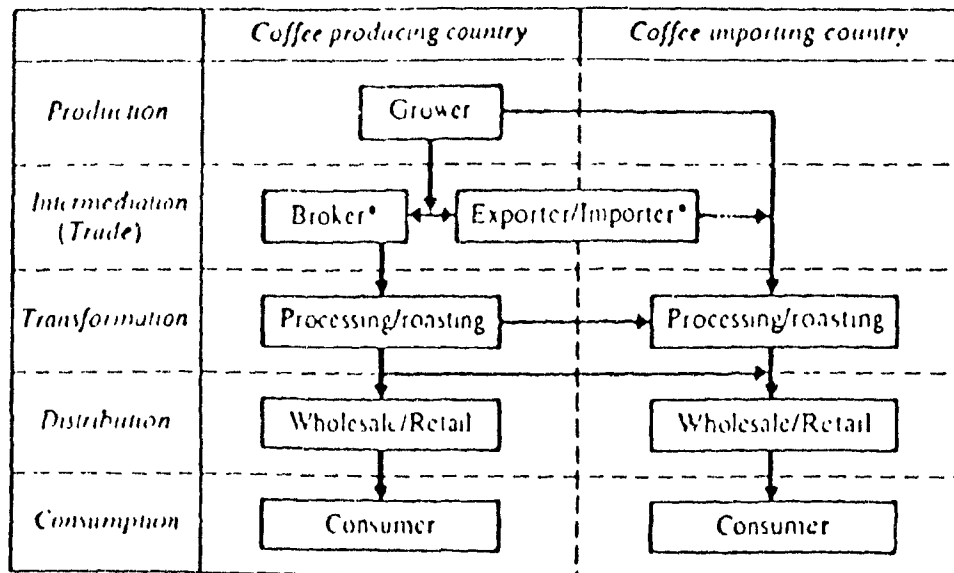 Coffee producing country
Coffee importing country
Production
Grower
Intermediation
(Trade)
Broker*
Exporter/Importer*
Transformation
Processing/roasting
Processing/roasting
Distribution
Wholesale/Retail
Wholesale/Retail
Consumption
Consumer
Consumer